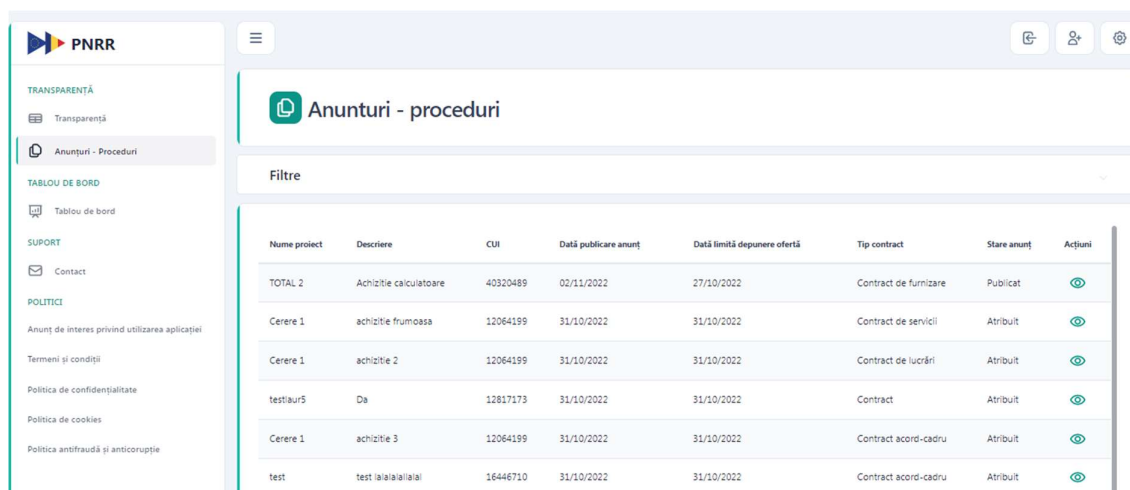 PNRR
TRANSPARENȚĂ
Transparență
Anunțuri - Proceduri
TABLOU DE BORD
Tablou de bord
SUPORT
Contact
POLITICI
Anunț de interes privind utilizarea aplicației
Termeni și condiții
Politica de confidențialitate
Politica de cookies
Politica antifraudă și anticorupție
Anunturi - proceduri
Filtre
Nume proiect Descriere CUI Dată publicare anunț Dată limită depunere ofertă Tip contract Stare anunț Acțiuni
TOTAL 2 Achizitie calculatoare 40320489 02/11/2022 27/10/2022 Contract de furnizare Publicat
Cerere 1 achizitie frumoasa 12064199 31/10/2022 31/10/2022 Contract de servicii Atribuit
Cerere 1 achizitie 2 12064199 31/10/2022 31/10/2022 Contract de lucrări Atribuit
testiaur5 Da 12817173 31/10/2022 31/10/2022 Contract Atribuit
Cerere 1 achizitie 3 12064199 31/10/2022 31/10/2022 Contract acord-cadru Atribuit
test test 16446710 31/10/2022 31/10/2022 Contract acord-cadru Atribuit